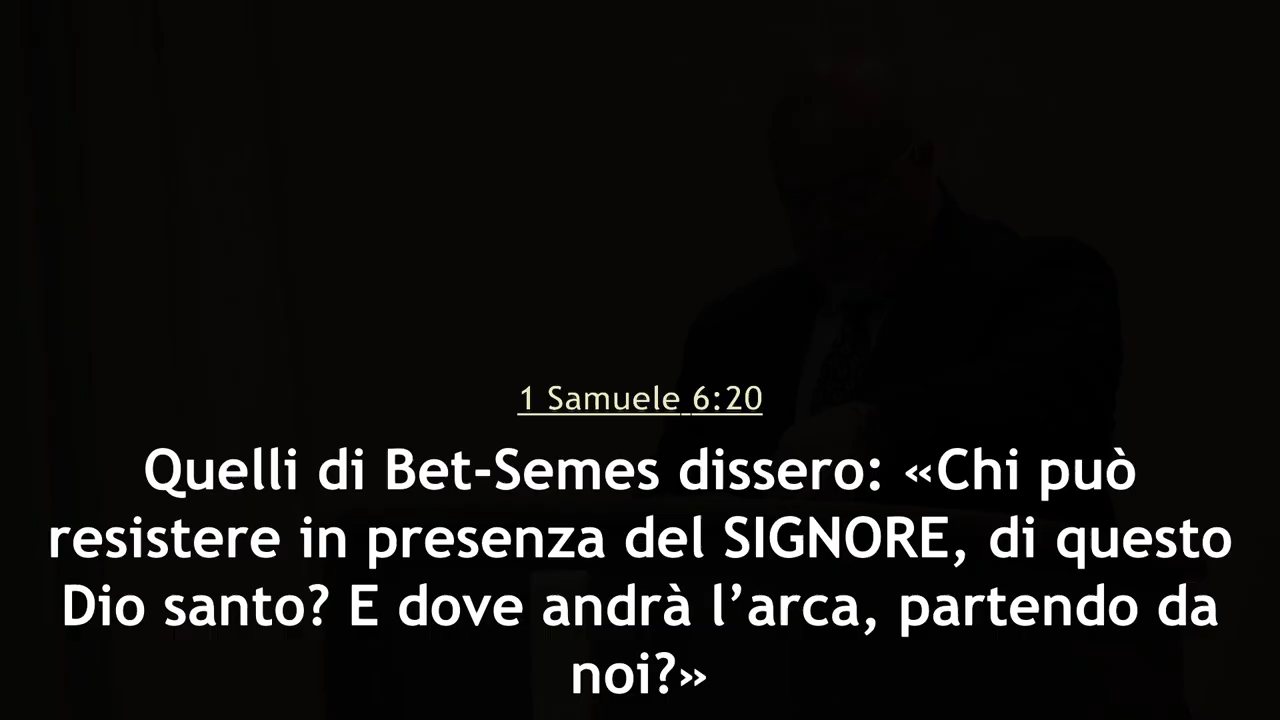 1 Samuele 6:20
Quelli di Bet-Semes dissero: «Chi può
resistere in presenza del SIGNORE, di questo
Dio santo? E dove andrà l’arca, partendo da
noi?»